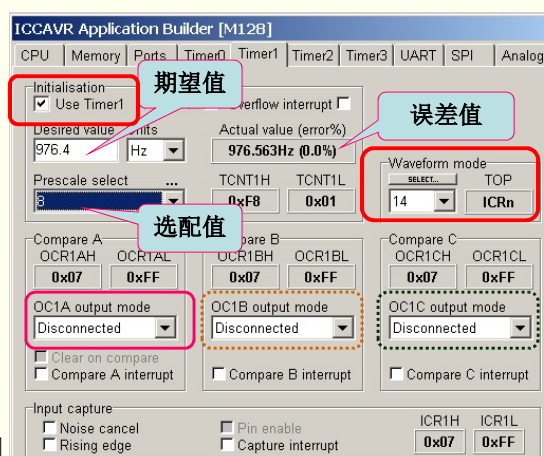 ICCAVR Application Builder [M128]
CPU Memory Ports Timer0 Timer1 Timer2 Timer3 UART SPI Analog
Initialisation
Use Timer1
期望值
overflow interrupt
误差值
Desired value Units
Actual value (error%)
976.4 Hz 976.563Hz (0.0%)
Waveform mode
SELECT... TOP
14 ICRn
Prescale select ...
TCNT1H TCNT1L
8 0xF8 0x01
选配值
Compare A Compare B Compare C
OCR1AH OCR1AL OCR1BH OCR1BL OCR1CH OCR1CL
0x07 0xFF 0x07 0xFF 0x07 0xFF
OC1A output mode OC1B output mode OC1C output mode
Disconnected Disconnected Disconnected
Clear on compare
Compare A interrupt Compare B interrupt Compare C interrupt
Input capture
Noise cancel Pin enable ICR1H ICR1L
Rising edge Capture interrupt 0x07 0xFF